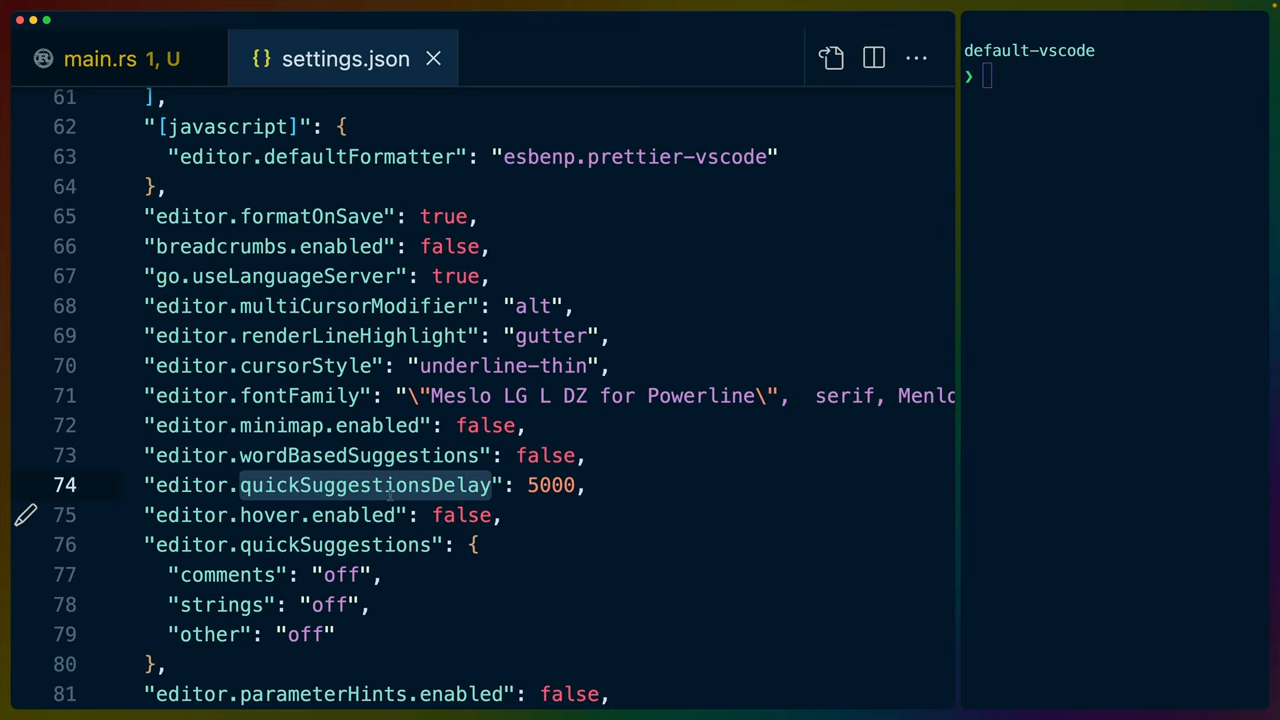 main.rs 1, U
{} settings.json
default-vscode
❯
61 ],
62 "[javascript]": {
63 "editor.defaultFormatter": "esbenp.prettier-vscode"
64 },
65 "editor.formatOnSave": true,
66 "breadcrumbs.enabled": false,
67 "go.useLanguageServer": true,
68 "editor.multiCursorModifier": "alt",
69 "editor.renderLineHighlight": "gutter",
70 "editor.cursorStyle": "underline-thin",
71 "editor.fontFamily": "\"Meslo LG L DZ for Powerline\",  serif, Menlo
72 "editor.minimap.enabled": false,
73 "editor.wordBasedSuggestions": false,
74 "editor.quickSuggestionsDelay": 5000,
75 "editor.hover.enabled": false,
76 "editor.quickSuggestions": {
77 "comments": "off",
78 "strings": "off",
79 "other": "off"
80 },
81 "editor.parameterHints.enabled": false,